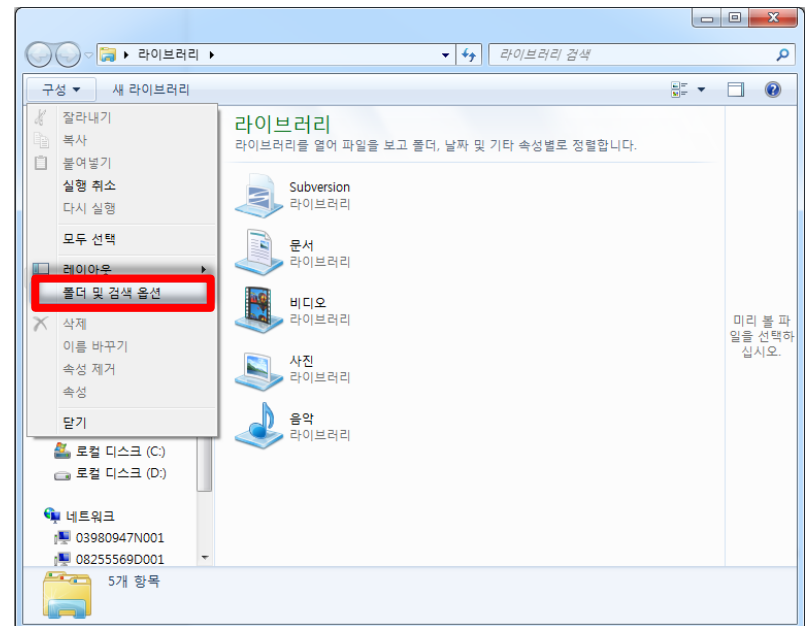 라이브러리
라이브러리 검색
구성
새 라이브러리
잘라내기
복사
붙여넣기
실행 취소
다시 실행
모두 선택
레이아웃
폴더 및 검색 옵션
삭제
이름 바꾸기
속성 제거
속성
닫기
로컬 디스크 (C:)
로컬 디스크 (D:)
네트워크
03980947N001
08255569D001
라이브러리
라이브러리를 열어 파일을 보고 폴더, 날짜 및 기타 속성별로 정렬합니다.
Subversion
라이브러리
문서
라이브러리
비디오
라이브러리
사진
라이브러리
음악
라이브러리
미리 볼 파
일을 선택하
십시오.
5개 항목